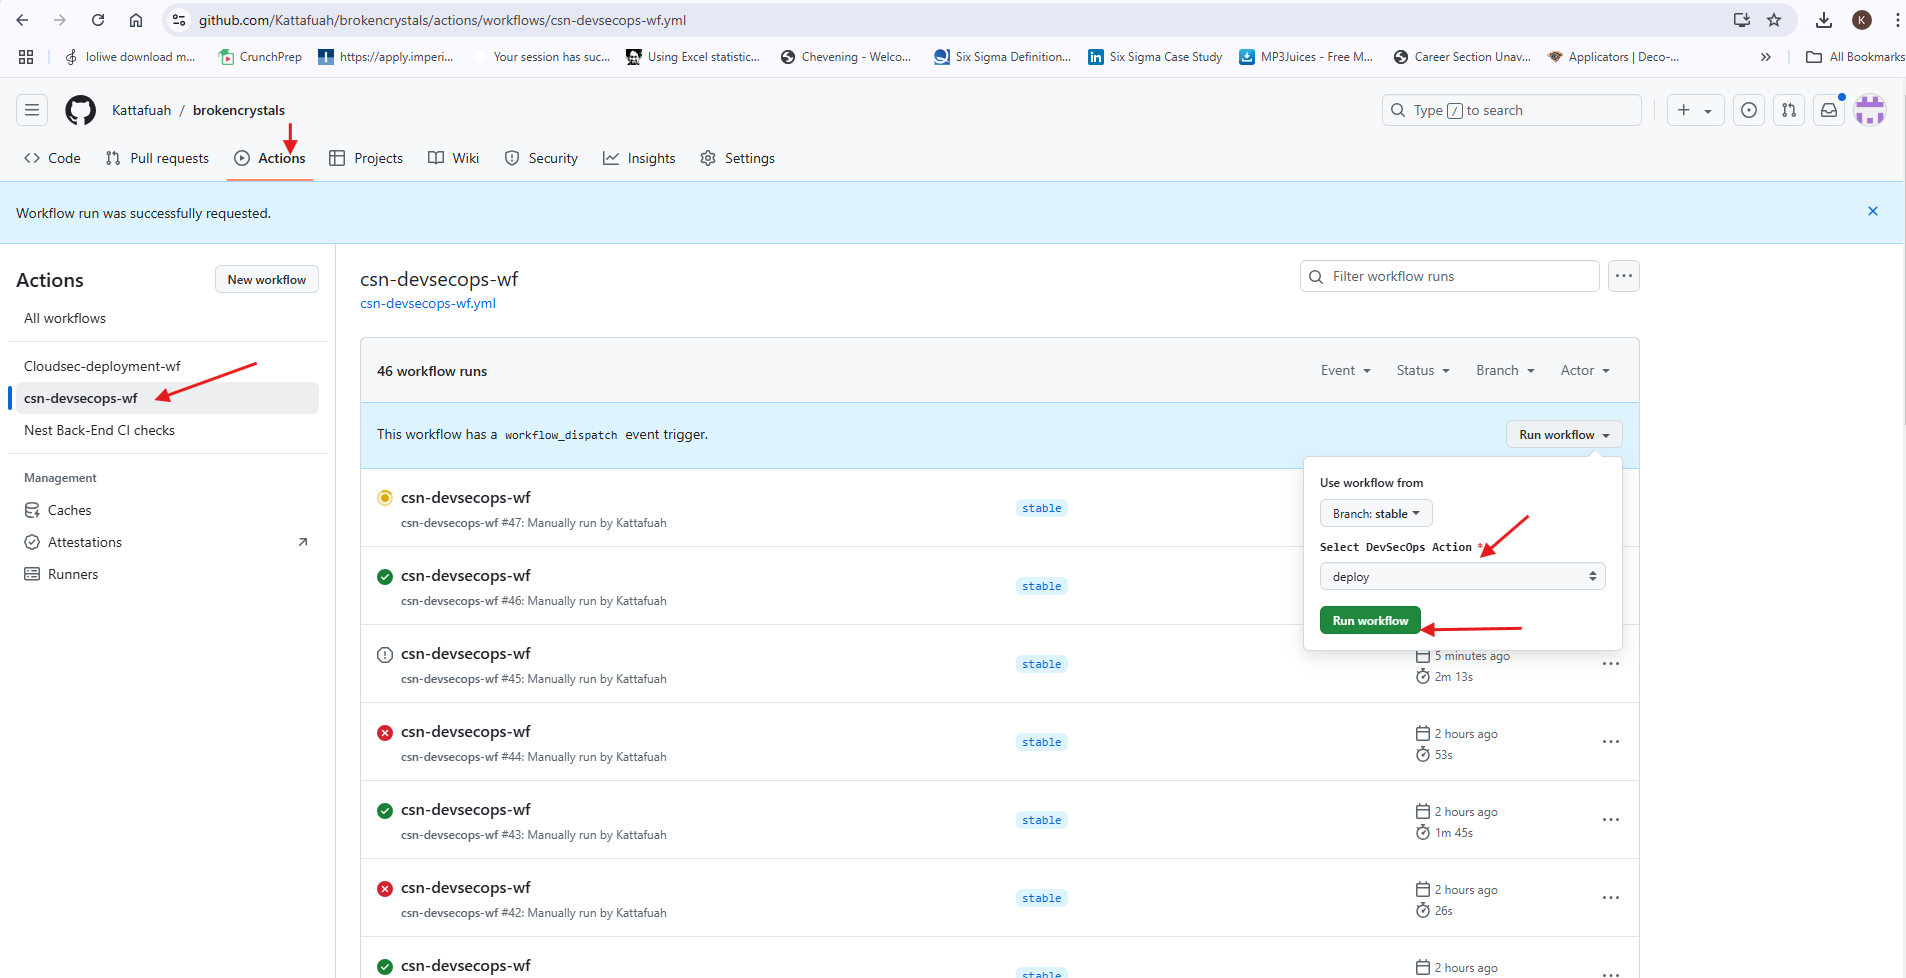 github.com/Kattafuah/brokencrystals/actions/workflows/csn-devsecops-wf.yml
K
loliwe download m...
CrunchPrep
https://apply.imperi...
Your session has suc...
Using Excel statistic...
Chevening - Welco...
Six Sigma Definition...
Six Sigma Case Study
MP3Juices - Free M...
Career Section Unav...
Applicators | Deco-...
All Bookmarks
Kattafuah / brokencrystals
Type / to search
Code
Pull requests
Actions
Projects
Wiki
Security
Insights
Settings
Workflow run was successfully requested.
Actions
New workflow
All workflows
Cloudsec-deployment-wf
csn-devsecops-wf
Nest Back-End CI checks
Management
Caches
Attestations
Runners
csn-devsecops-wf
csn-devsecops-wf.yml
Filter workflow runs
46 workflow runs
Event
Status
Branch
Actor
This workflow has a workflow_dispatch event trigger.
Run workflow
Use workflow from
Branch: stable
Select DevSecOps Action *
deploy
Run workflow
csn-devsecops-wf
csn-devsecops-wf #47: Manually run by Kattafuah
stable
csn-devsecops-wf
csn-devsecops-wf #46: Manually run by Kattafuah
stable
csn-devsecops-wf
csn-devsecops-wf #45: Manually run by Kattafuah
stable
5 minutes ago
2m 13s
csn-devsecops-wf
csn-devsecops-wf #44: Manually run by Kattafuah
stable
2 hours ago
53s
csn-devsecops-wf
csn-devsecops-wf #43: Manually run by Kattafuah
stable
2 hours ago
1m 45s
csn-devsecops-wf
csn-devsecops-wf #42: Manually run by Kattafuah
stable
2 hours ago
26s
csn-devsecops-wf
stable
2 hours ago